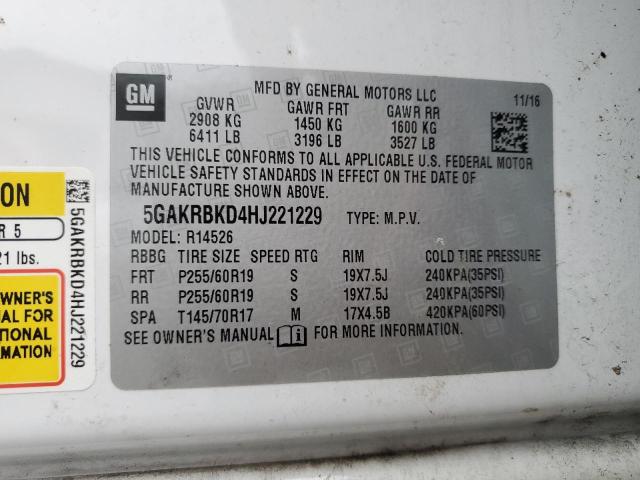 GM
®
MFD BY GENERAL MOTORS LLC
11/16
GVWR GAWR FRT GAWR RR
2908 KG 1450 KG 1600 KG
6411 LB 3196 LB 3527 LB
THIS VEHICLE CONFORMS TO ALL APPLICABLE U.S. FEDERAL MOTOR
VEHICLE SAFETY STANDARDS IN EFFECT ON THE DATE OF
MANUFACTURE SHOWN ABOVE.
5GAKRBKD4HJ221229 TYPE: M.P.V.
MODEL: R14526
RBBG TIRE SIZE SPEED RTG RIM COLD TIRE PRESSURE
FRT P255/60R19 S 19X7.5J 240KPA(35PSI)
RR P255/60R19 S 19X7.5J 240KPA(35PSI)
SPA T145/70R17 M 17X4.5B 420KPA(60PSI)
SEE OWNER'S MANUAL i FOR MORE INFORMATION.
ON
R 5
21 lbs.
OWNER'S
AL FOR
TIONAL
RMATION
5GAKRBKD4HJ221229